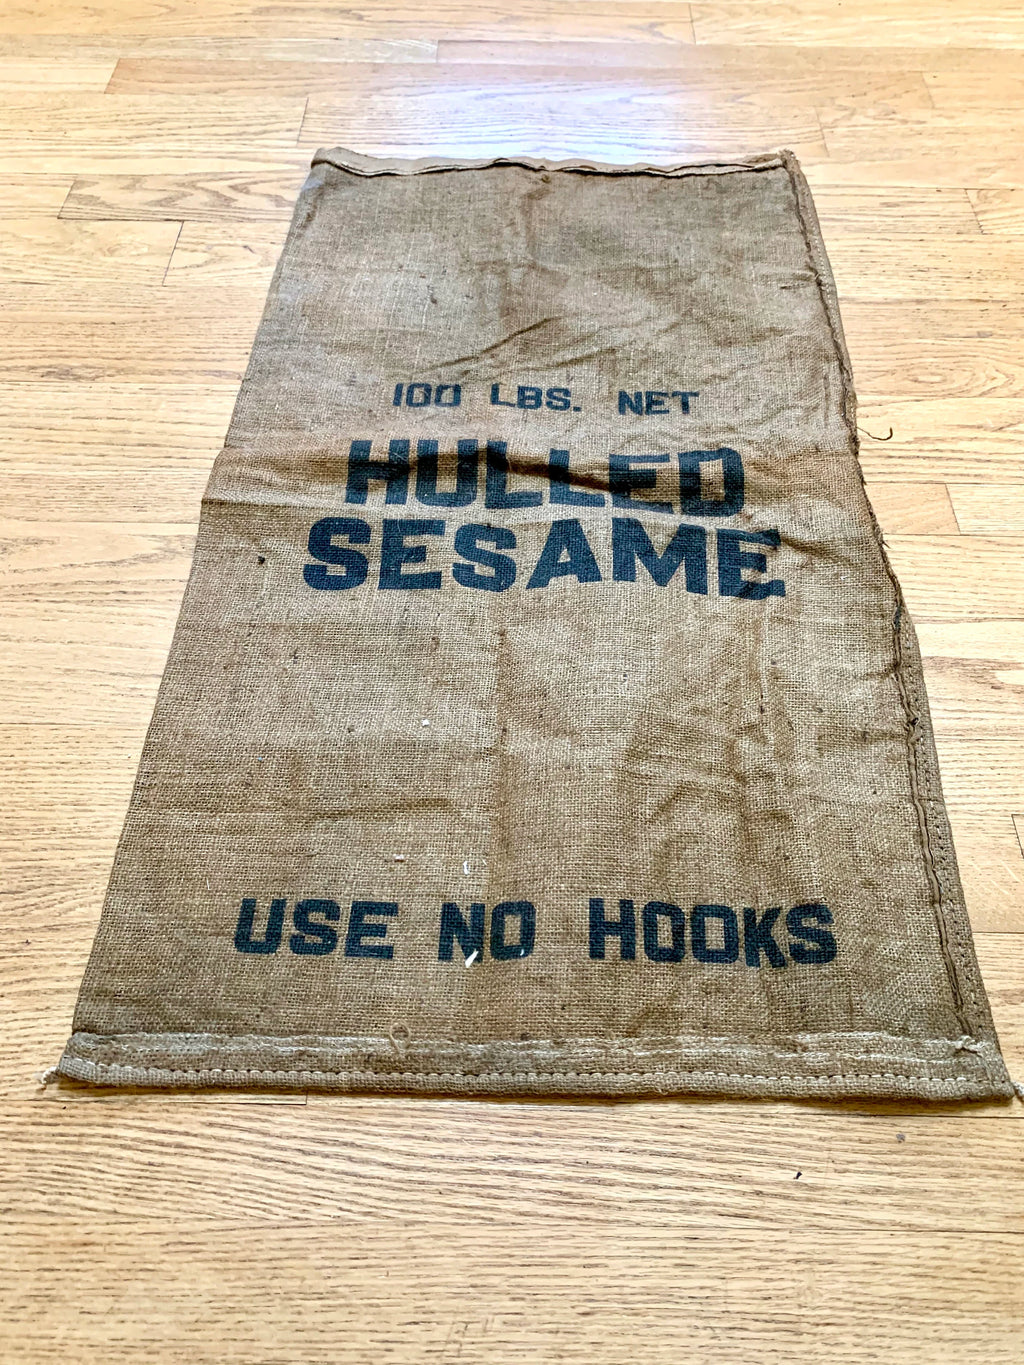 100 LBS. NET
HULLED
SESAME
USE NO HOOKS